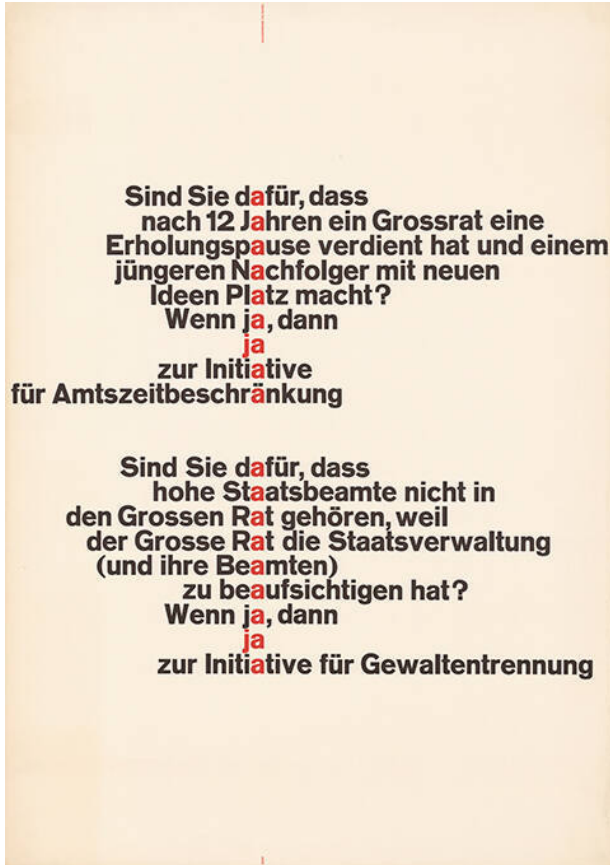 Sind Sie dafür, dass
nach 12 Jahren ein Grossrat eine
Erholungspause verdient hat und einem
jüngeren Nachfolger mit neuen
Ideen Platz macht?
Wenn ja, dann
ja
zur Initiative
für Amtszeitbeschränkung
Sind Sie dafür, dass
hohe Staatsbeamte nicht in
den Grossen Rat gehören, weil
der Grosse Rat die Staatsverwaltung
(und ihre Beamten)
zu beaufsichtigen hat?
Wenn ja, dann
ja
zur Initiative für Gewaltentrennung